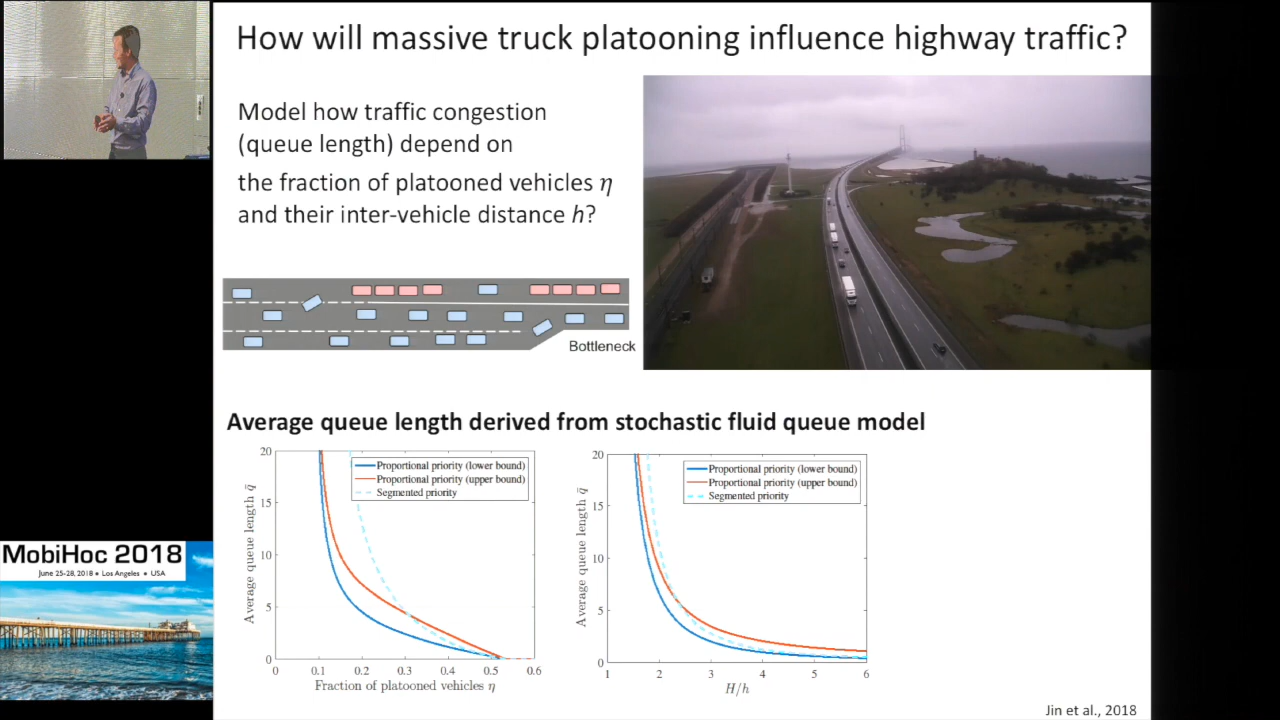 How will massive truck platooning influence highway traffic?
Model how traffic congestion
(queue length) depend on
the fraction of platooned vehicles η
and their inter-vehicle distance h?
Bottleneck
Average queue length derived from stochastic fluid queue model
20
15
10
5
0
Average queue length q̄
Proportional priority (lower bound)
Proportional priority (upper bound)
Segmented priority
0 0.1 0.2 0.3 0.4 0.5 0.6
Fraction of platooned vehicles η
20
15
10
5
0
Average queue length q̄
Proportional priority (lower bound)
Proportional priority (upper bound)
Segmented priority
1 2 3 4 5 6
H/h
Jin et al., 2018
MobiHoc 2018
June 25-28, 2018 • Los Angeles • USA